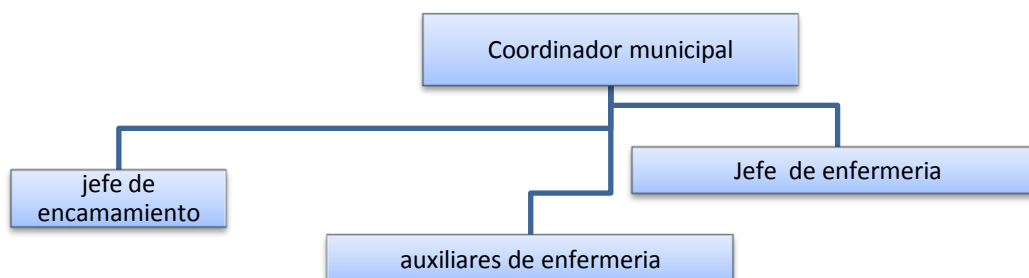 Coordinador municipal
jefe de
encamamiento
Jefe de enfermeria
auxiliares de enfermeria